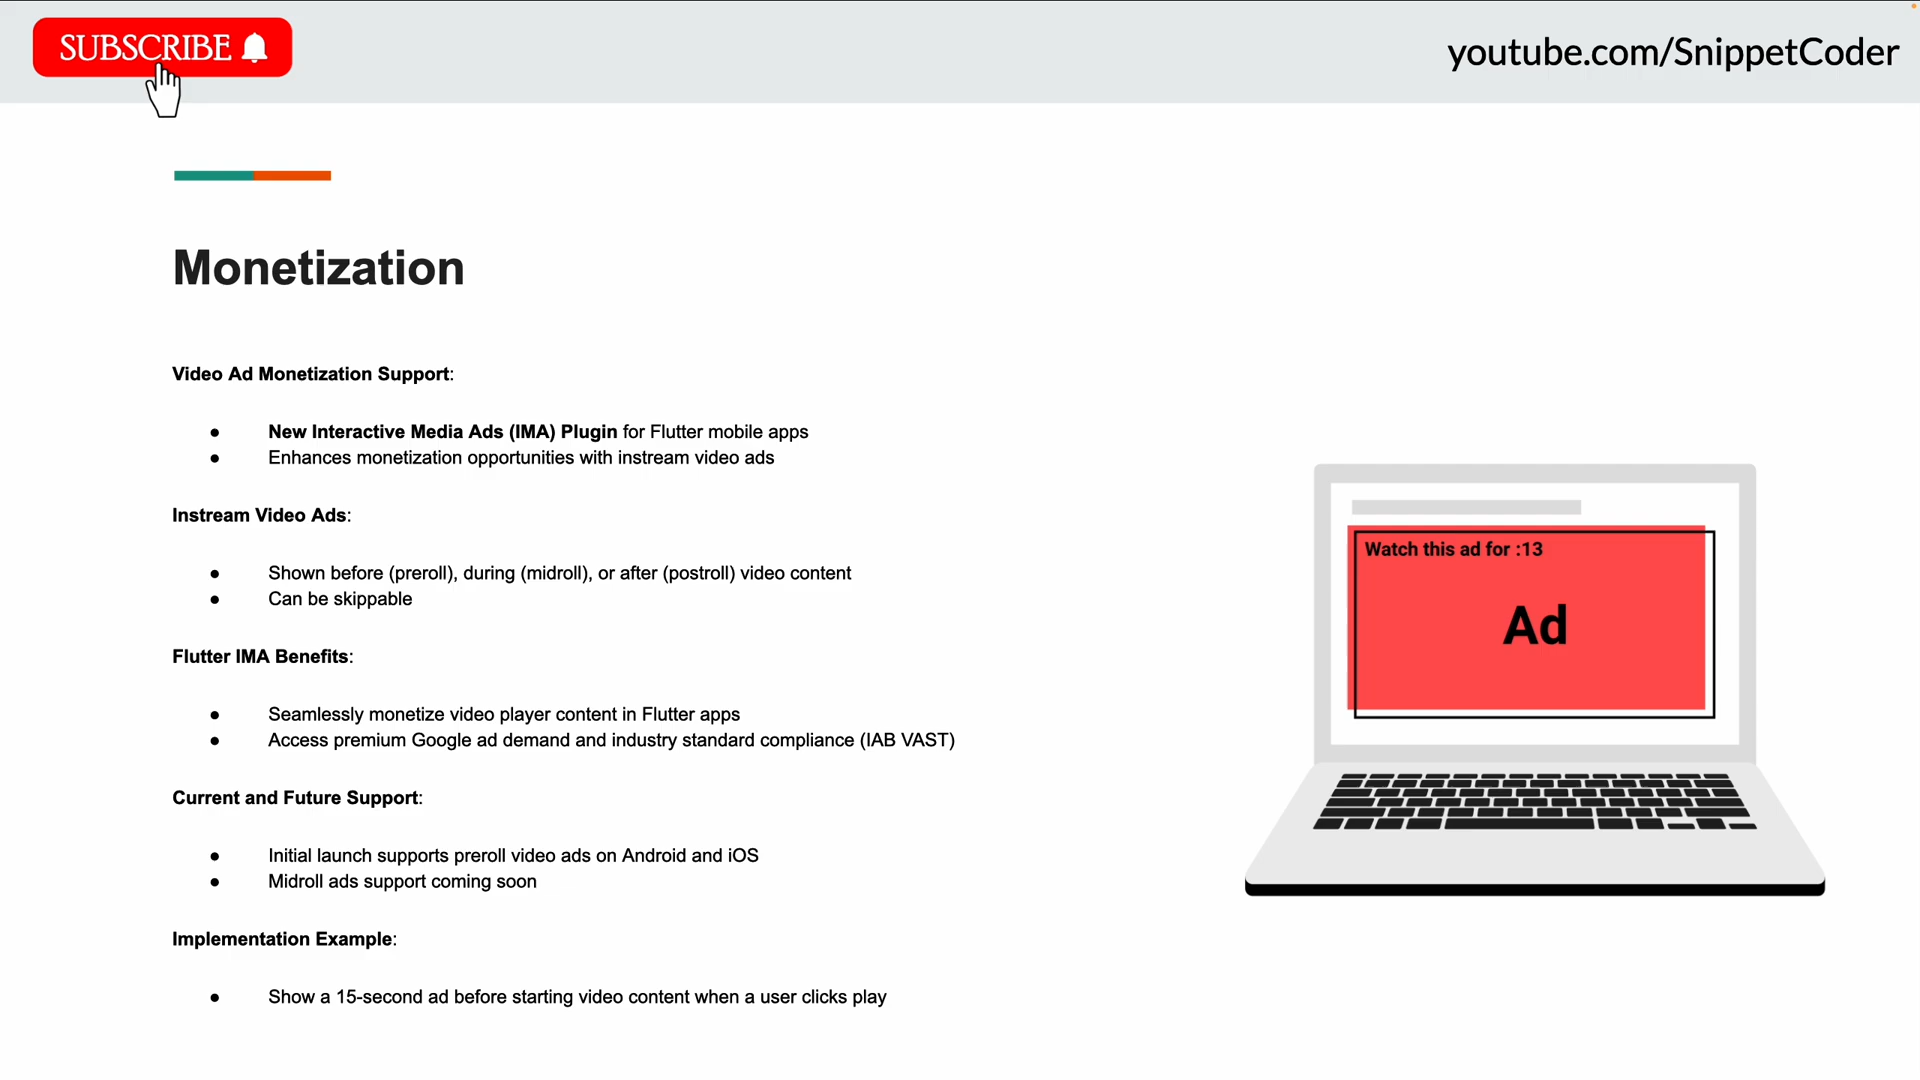 SUBSCRIBE
youtube.com/SnippetCoder
Monetization
Video Ad Monetization Support:
● New Interactive Media Ads (IMA) Plugin for Flutter mobile apps
● Enhances monetization opportunities with instream video ads
Instream Video Ads:
● Shown before (preroll), during (midroll), or after (postroll) video content
● Can be skippable
Flutter IMA Benefits:
● Seamlessly monetize video player content in Flutter apps
● Access premium Google ad demand and industry standard compliance (IAB VAST)
Current and Future Support:
● Initial launch supports preroll video ads on Android and iOS
● Midroll ads support coming soon
Implementation Example:
● Show a 15-second ad before starting video content when a user clicks play
Watch this ad for :13
Ad